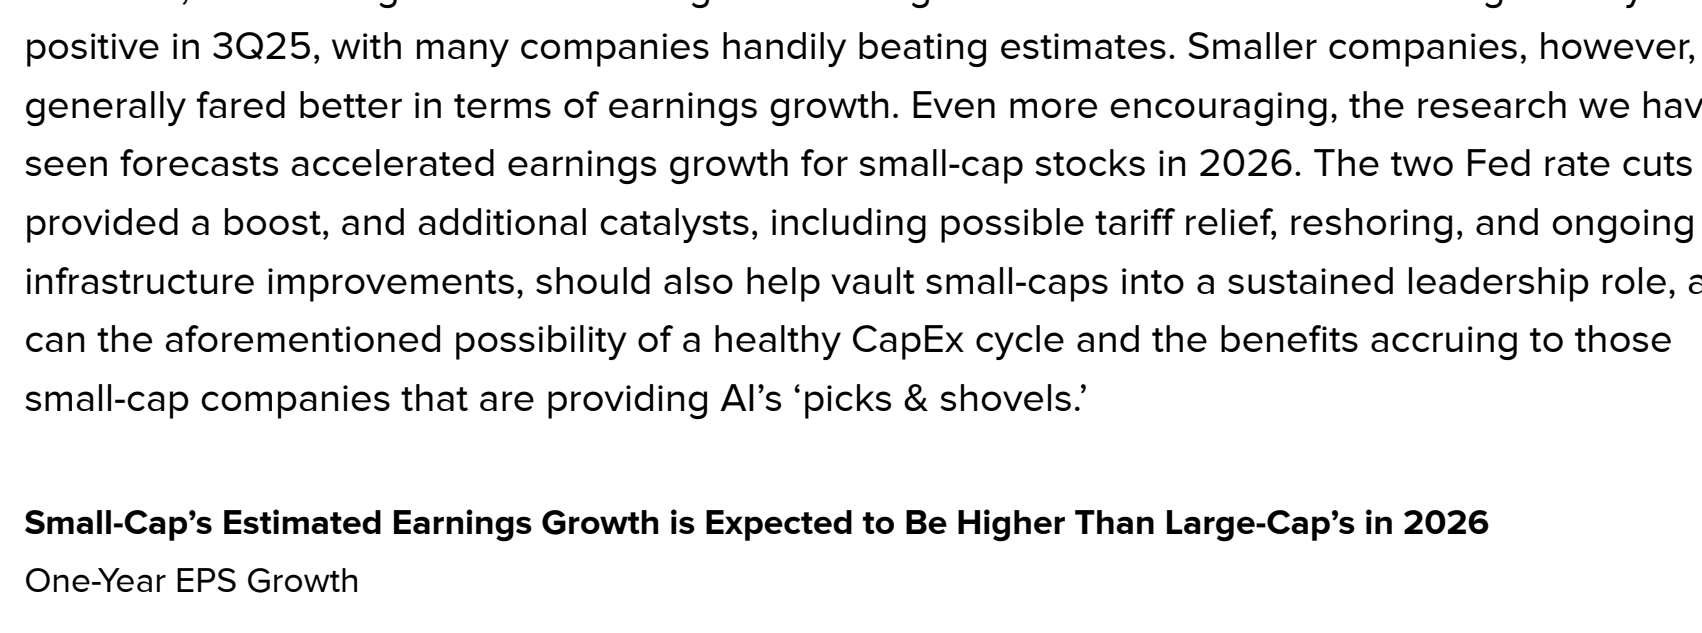 positive in 3Q25, with many companies handily beating estimates. Smaller companies, however,
generally fared better in terms of earnings growth. Even more encouraging, the research we hav
seen forecasts accelerated earnings growth for small-cap stocks in 2026. The two Fed rate cuts
provided a boost, and additional catalysts, including possible tariff relief, reshoring, and ongoing
infrastructure improvements, should also help vault small-caps into a sustained leadership role, a
can the aforementioned possibility of a healthy CapEx cycle and the benefits accruing to those
small-cap companies that are providing AI’s ‘picks & shovels.’
Small-Cap’s Estimated Earnings Growth is Expected to Be Higher Than Large-Cap’s in 2026
One-Year EPS Growth